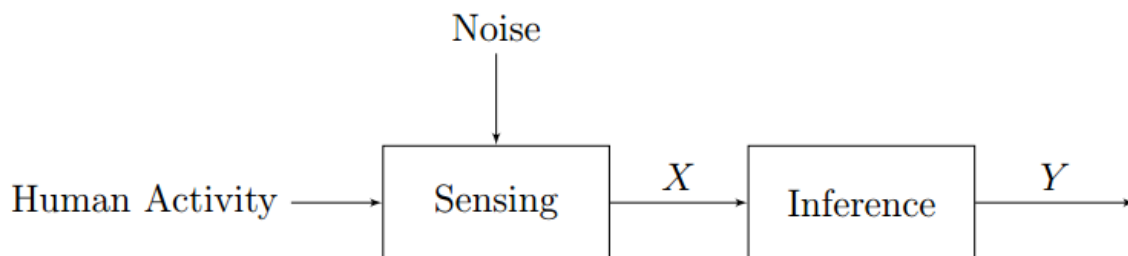 Noise
Human Activity
Sensing
X
Inference
Y